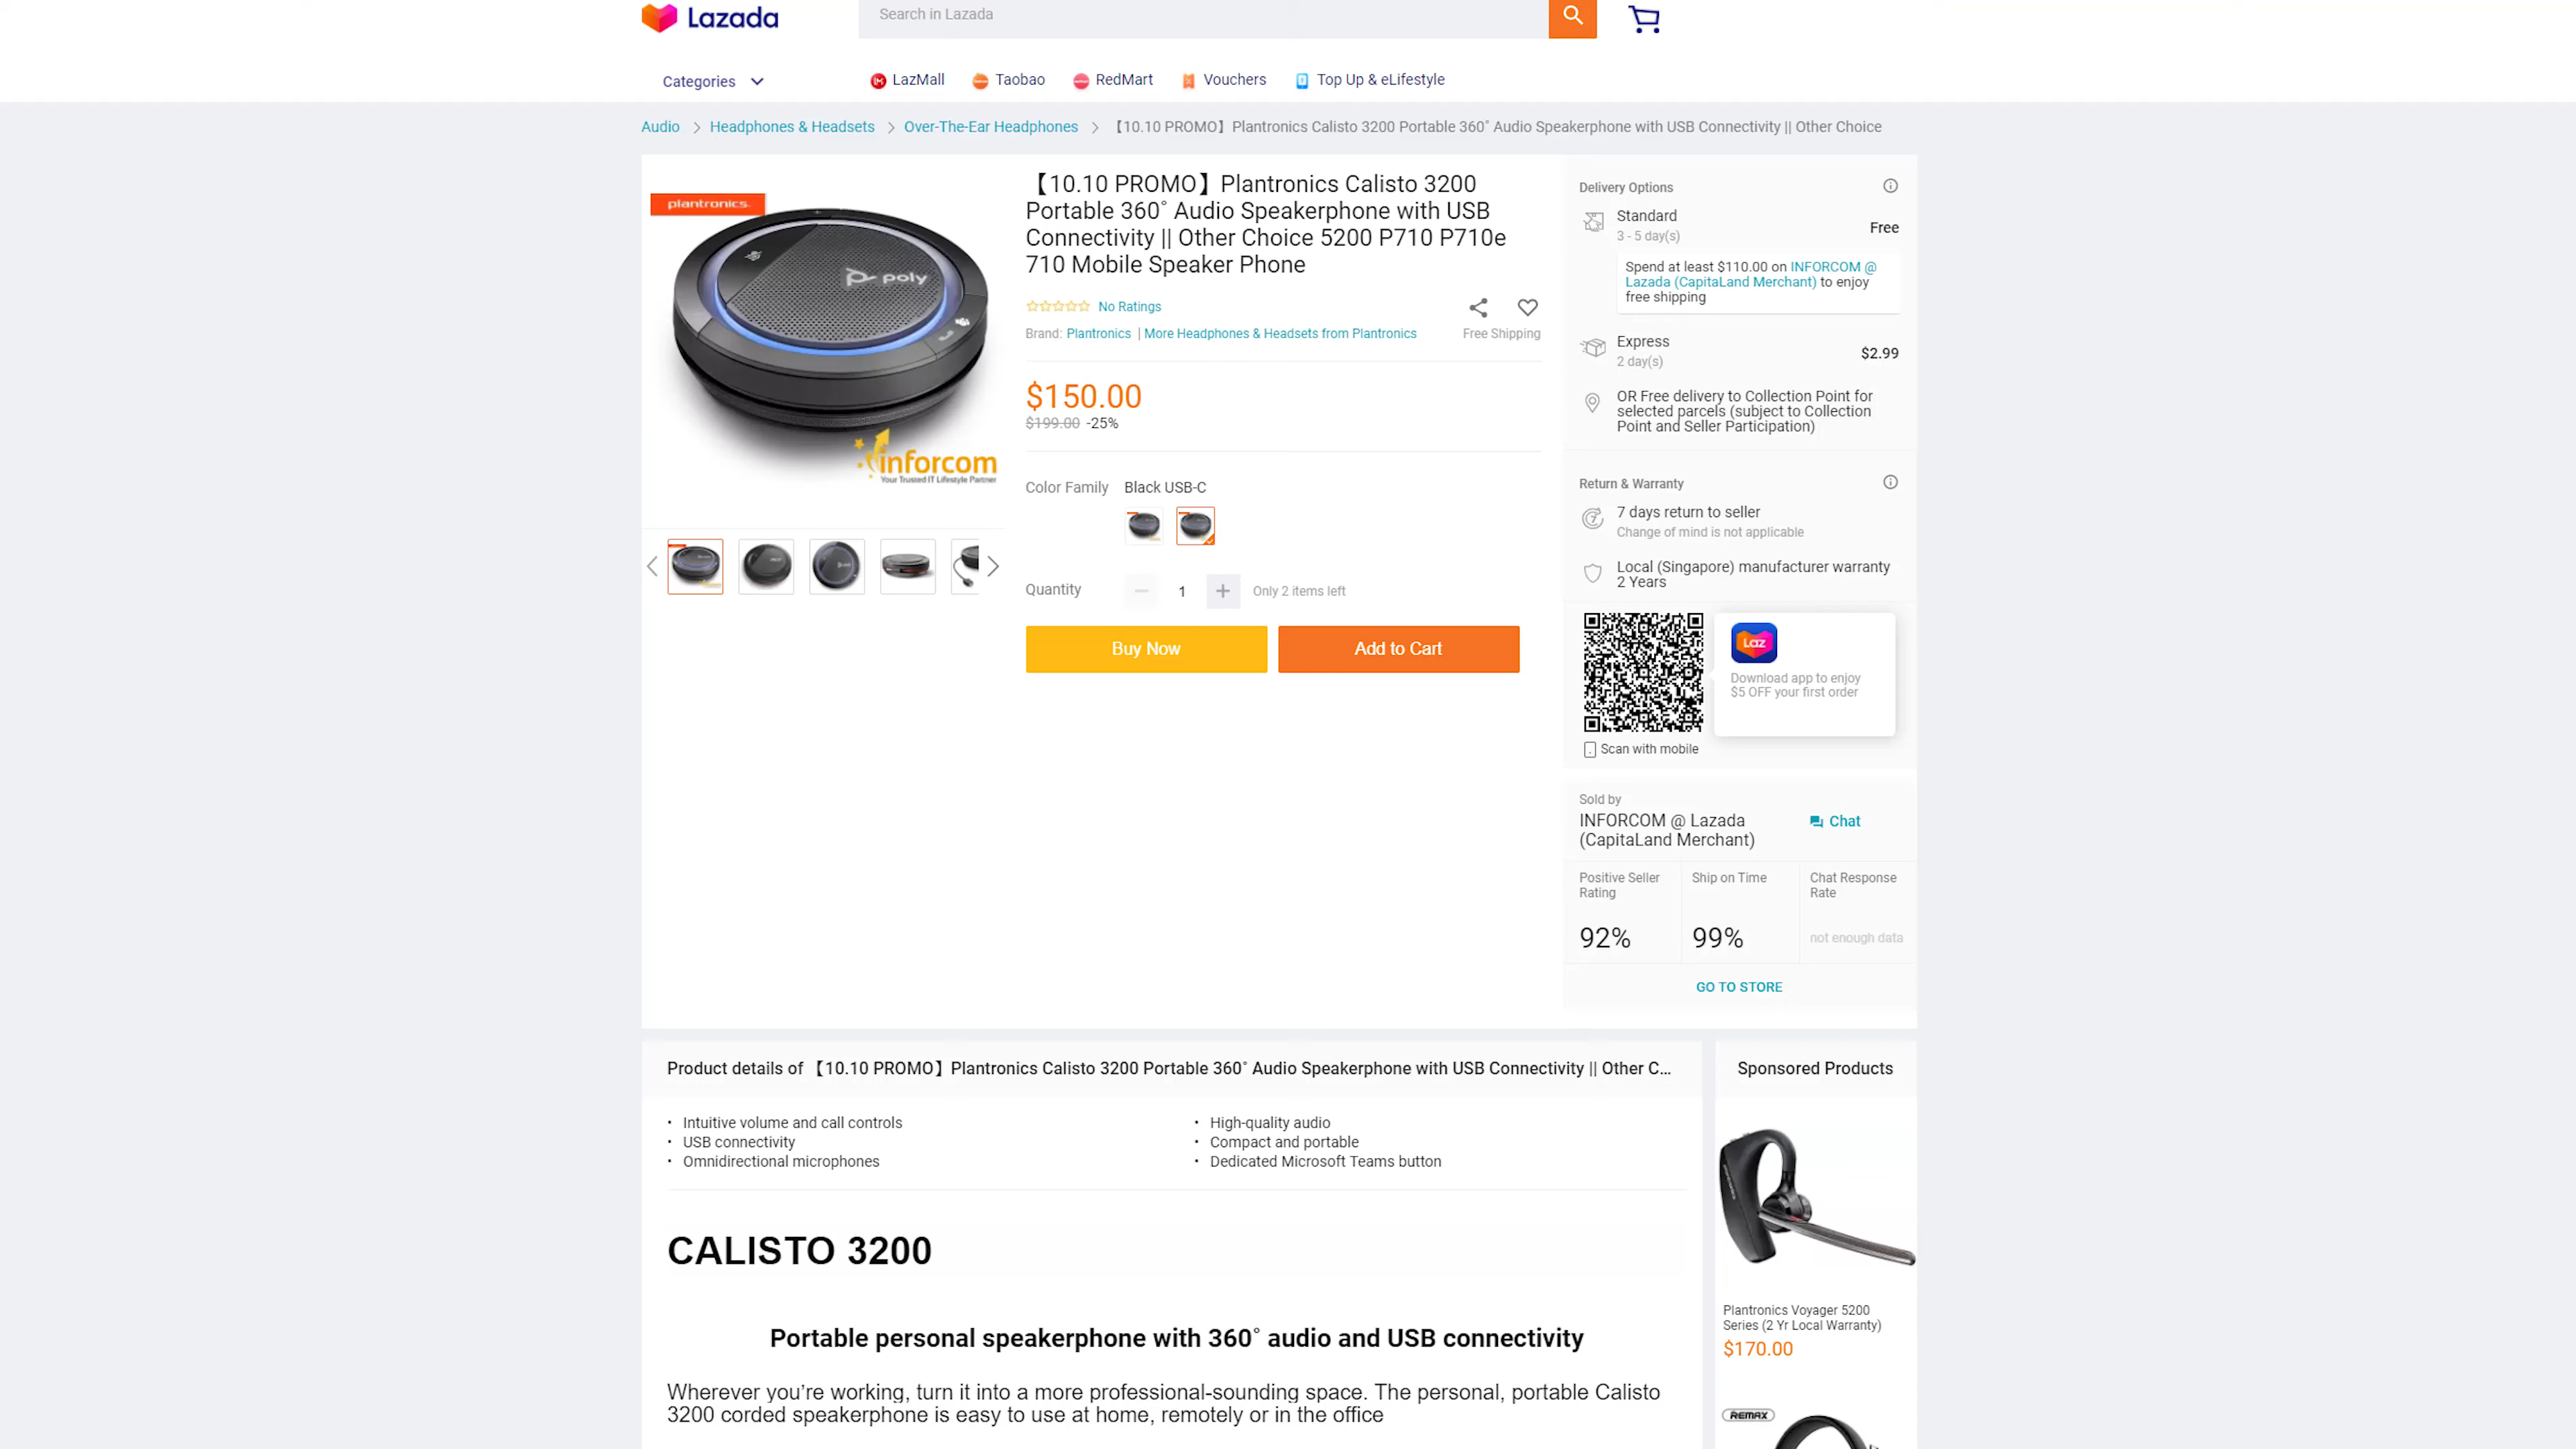 Lazada
Search in Lazada
Categories
LazMall
Taobao
RedMart
Vouchers
Top Up & eLifestyle
Audio
Headphones & Headsets
Over-The-Ear Headphones
【10.10 PROMO】Plantronics Calisto 3200 Portable 360˚ Audio Speakerphone with USB Connectivity || Other Choice
plantronics.
poly
inforcom
Your Trusted IT Lifestyle Partner
【10.10 PROMO】Plantronics Calisto 3200
Portable 360˚ Audio Speakerphone with USB
Connectivity || Other Choice 5200 P710 P710e
710 Mobile Speaker Phone
No Ratings
Brand: Plantronics | More Headphones & Headsets from Plantronics
Free Shipping
$150.00
$199.00 -25%
Color Family Black USB-C
Quantity
1
Only 2 items left
Buy Now
Add to Cart
Delivery Options
Standard
3 - 5 day(s)
Free
Spend at least $110.00 on INFORCOM @
Lazada (CapitaLand Merchant) to enjoy
free shipping
Express
2 day(s)
$2.99
OR Free delivery to Collection Point for
selected parcels (subject to Collection
Point and Seller Participation)
Return & Warranty
7 days return to seller
Change of mind is not applicable
Local (Singapore) manufacturer warranty
2 Years
Laz
Download app to enjoy
$5 OFF your first order
Scan with mobile
Sold by
INFORCOM @ Lazada
(CapitaLand Merchant)
Chat
Positive Seller
Rating
92%
Ship on Time
99%
Chat Response
Rate
not enough data
GO TO STORE
Product details of 【10.10 PROMO】Plantronics Calisto 3200 Portable 360˚ Audio Speakerphone with USB Connectivity || Other C...
• Intuitive volume and call controls
• USB connectivity
• Omnidirectional microphones
• High-quality audio
• Compact and portable
• Dedicated Microsoft Teams button
CALISTO 3200
Portable personal speakerphone with 360˚ audio and USB connectivity
Wherever you're working, turn it into a more professional-sounding space. The personal, portable Calisto
3200 corded speakerphone is easy to use at home, remotely or in the office
Sponsored Products
Plantronics Voyager 5200
Series (2 Yr Local Warranty)
$170.00
REMAX